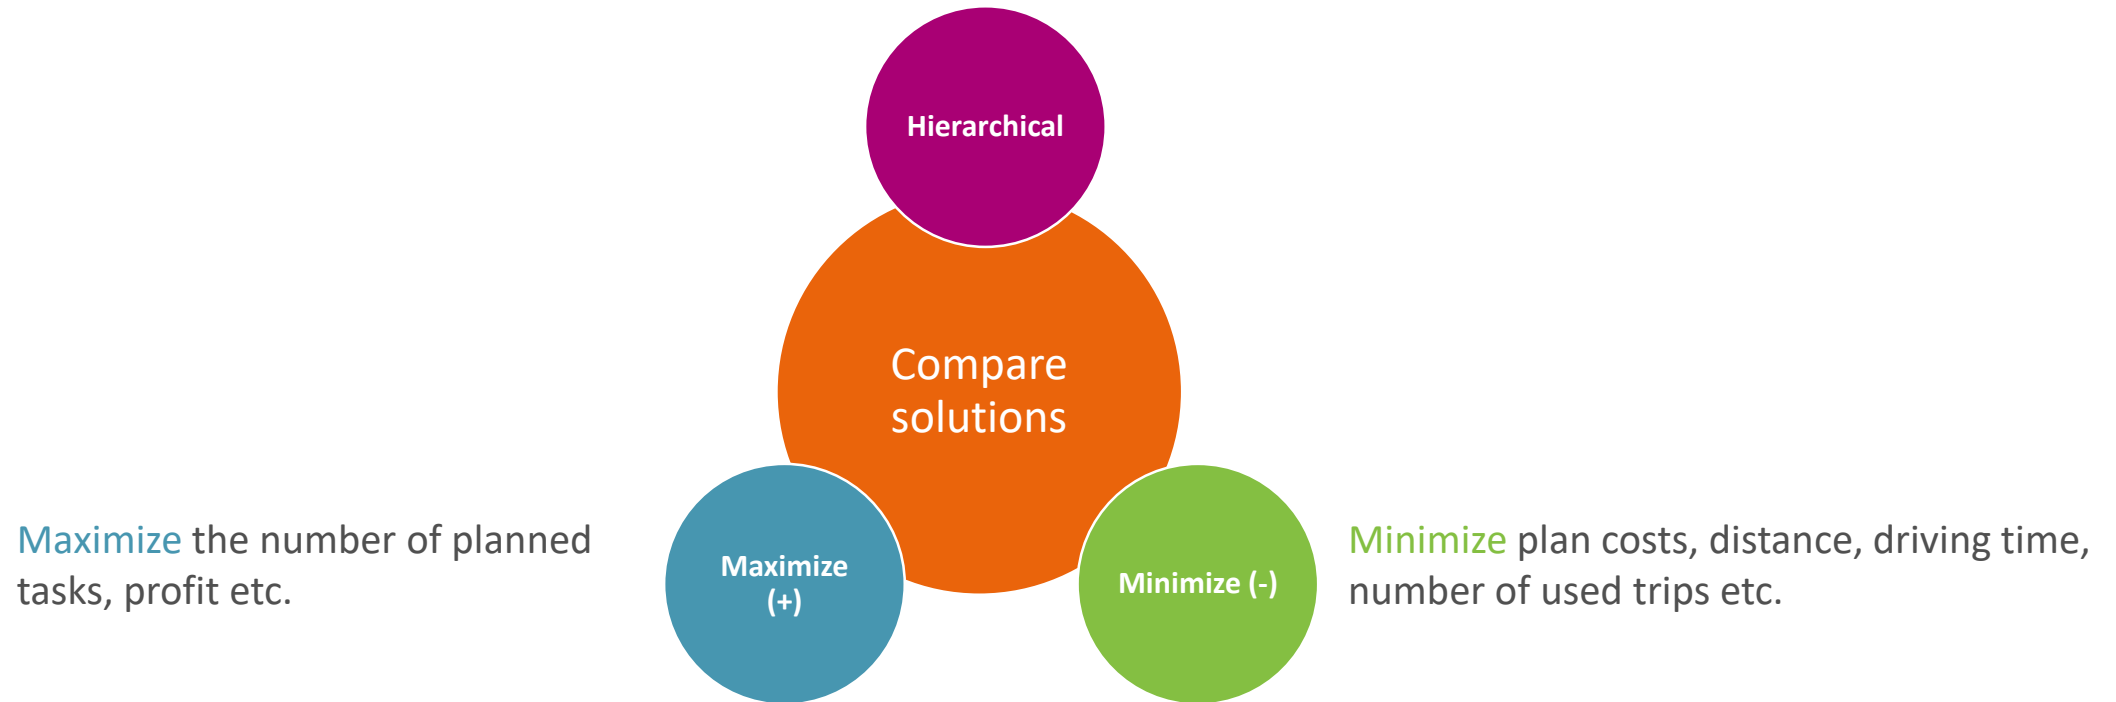 Hierarchical
Compare
solutions
Maximize the number of planned
tasks, profit etc.
Maximize
(+)
Minimize (-)
Minimize plan costs, distance, driving time,
number of used trips etc.